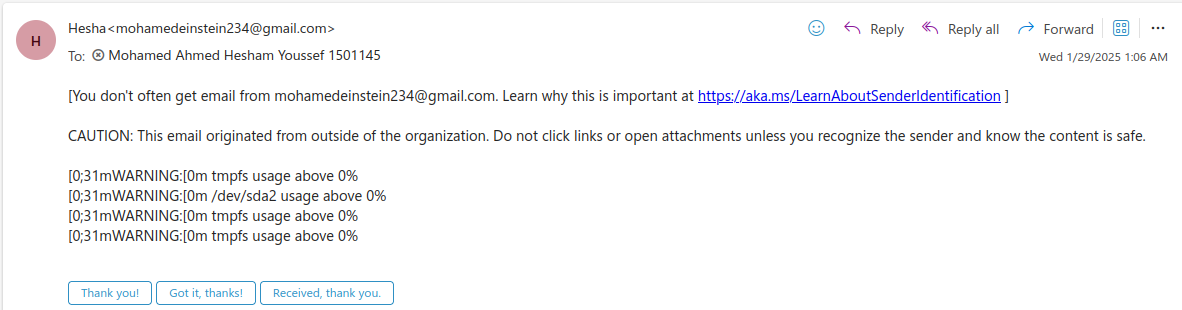 H
Hesha<mohamedeinstein234@gmail.com>
Reply
Reply all
Forward
To: Mohamed Ahmed Hesham Youssef 1501145
Wed 1/29/2025 1:06 AM
[You don't often get email from mohamedeinstein234@gmail.com. Learn why this is important at https://aka.ms/LearnAboutSenderIdentification ]
CAUTION: This email originated from outside of the organization. Do not click links or open attachments unless you recognize the sender and know the content is safe.
[0;31mWARNING:[0m tmpfs usage above 0%
[0;31mWARNING:[0m /dev/sda2 usage above 0%
[0;31mWARNING:[0m tmpfs usage above 0%
[0;31mWARNING:[0m tmpfs usage above 0%
Thank you!
Got it, thanks!
Received, thank you.